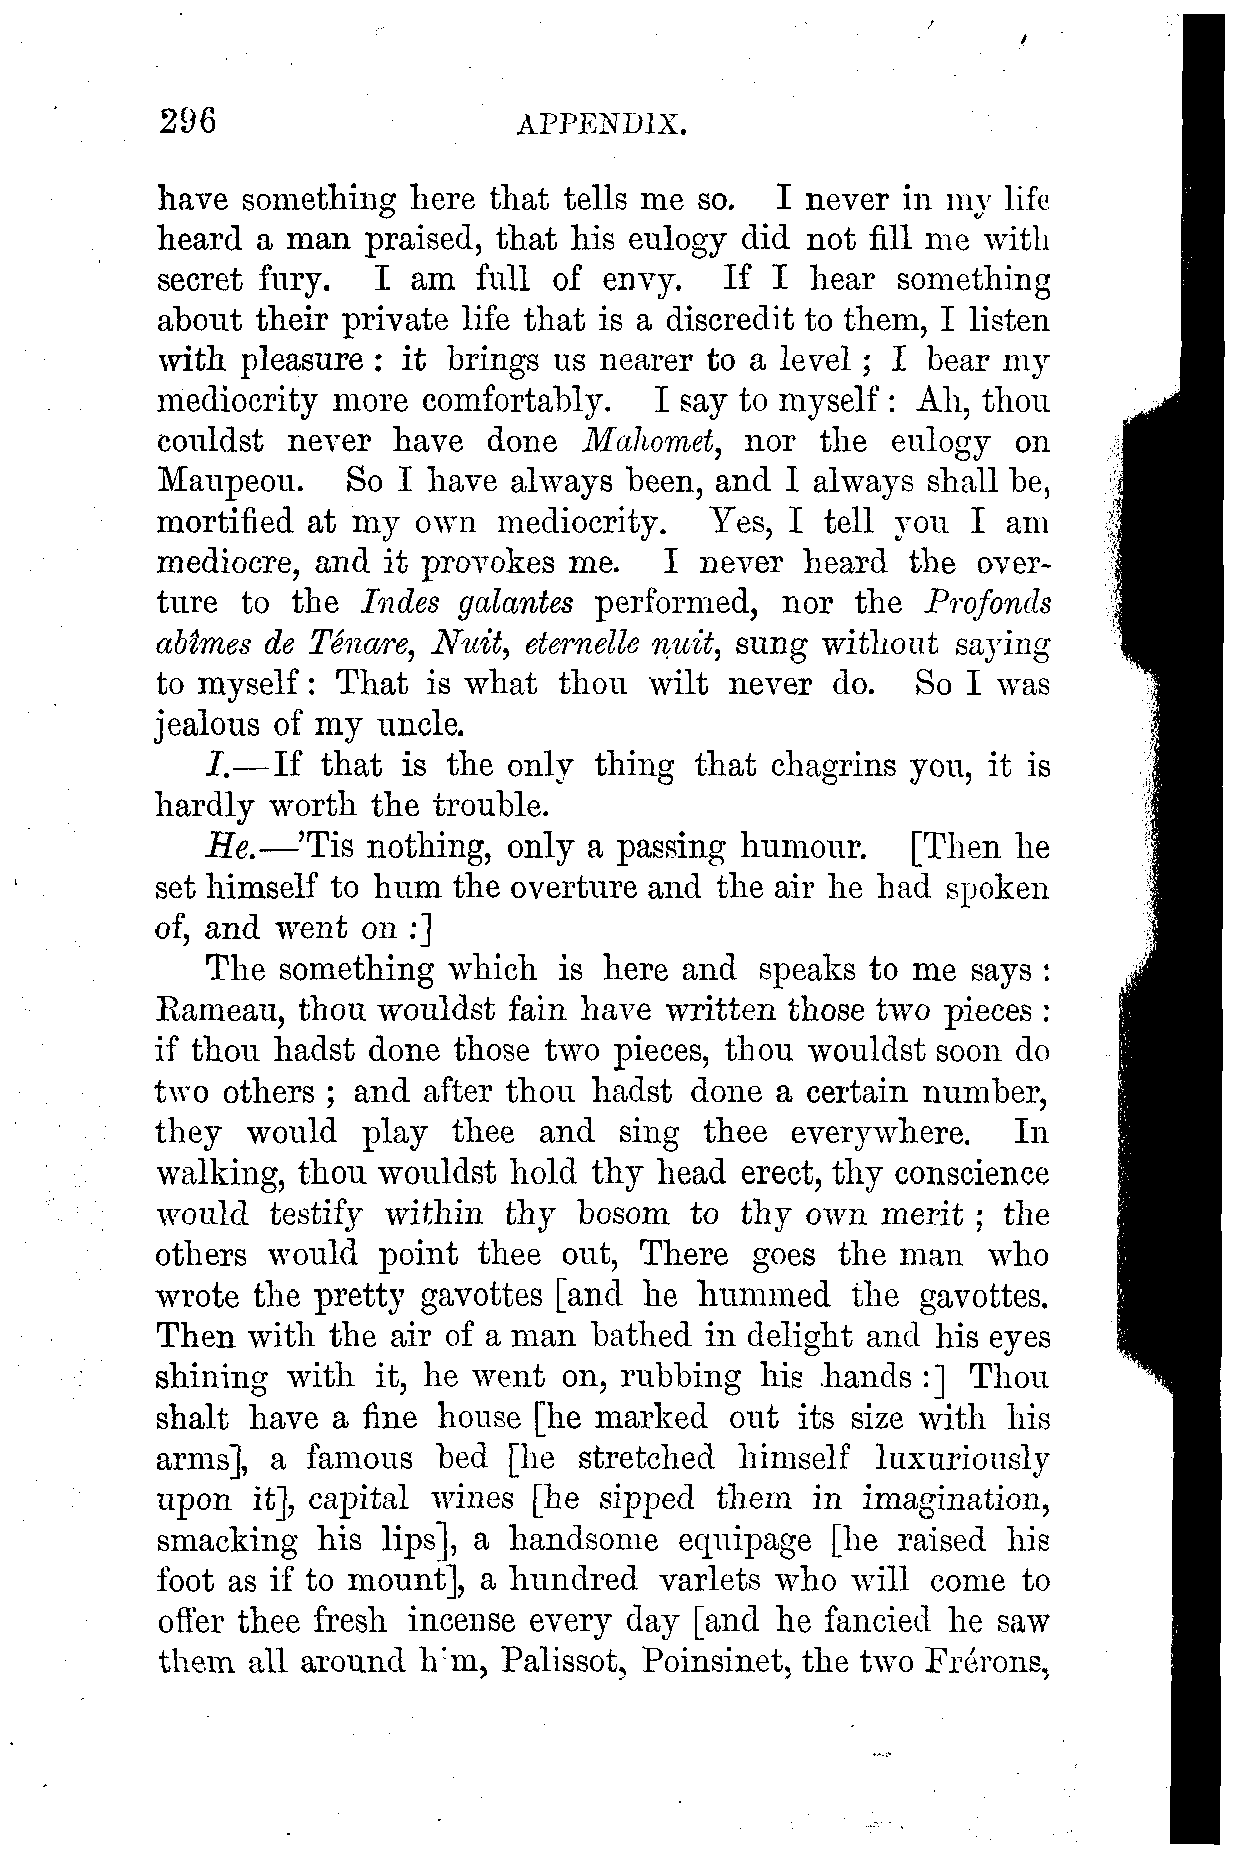 296 APPENDIX.
have something here that tells me so. I never in my life
heard a man praised, that his eulogy did not fill me with
secret fury. I am full of envy. If I hear something
about their private life that is a discredit to them, I listen
with pleasure : it brings us nearer to a level ; I bear my
mediocrity more comfortably. I say to myself : Ah, thou
couldst never have done Mahomet, nor the eulogy on
Maupeou. So I have always been, and I always shall be,
mortified at my own mediocrity. Yes, I tell you I am
mediocre, and it provokes me. I never heard the over-
ture to the Indes galantes performed, nor the Profonds
abîmes de Ténare, Nuit, eternelle nuit, sung without saying
to myself : That is what thou wilt never do. So I was
jealous of my uncle.
I.—If that is the only thing that chagrins you, it is
hardly worth the trouble.
He.—'Tis nothing, only a passing humour. [Then he
set himself to hum the overture and the air he had spoken
of, and went on :]
The something which is here and speaks to me says :
Rameau, thou wouldst fain have written those two pieces :
if thou hadst done those two pieces, thou wouldst soon do
two others ; and after thou hadst done a certain number,
they would play thee and sing thee everywhere. In
walking, thou wouldst hold thy head erect, thy conscience
would testify within thy bosom to thy own merit ; the
others would point thee out, There goes the man who
wrote the pretty gavottes [and he hummed the gavottes.
Then with the air of a man bathed in delight and his eyes
shining with it, he went on, rubbing his hands :] Thou
shalt have a fine house [he marked out its size with his
arms], a famous bed [he stretched himself luxuriously
upon it], capital wines [he sipped them in imagination,
smacking his lips], a handsome equipage [he raised his
foot as if to mount], a hundred varlets who will come to
offer thee fresh incense every day [and he fancied he saw
them all around him, Palissot, Poinsinet, the two Frérons,